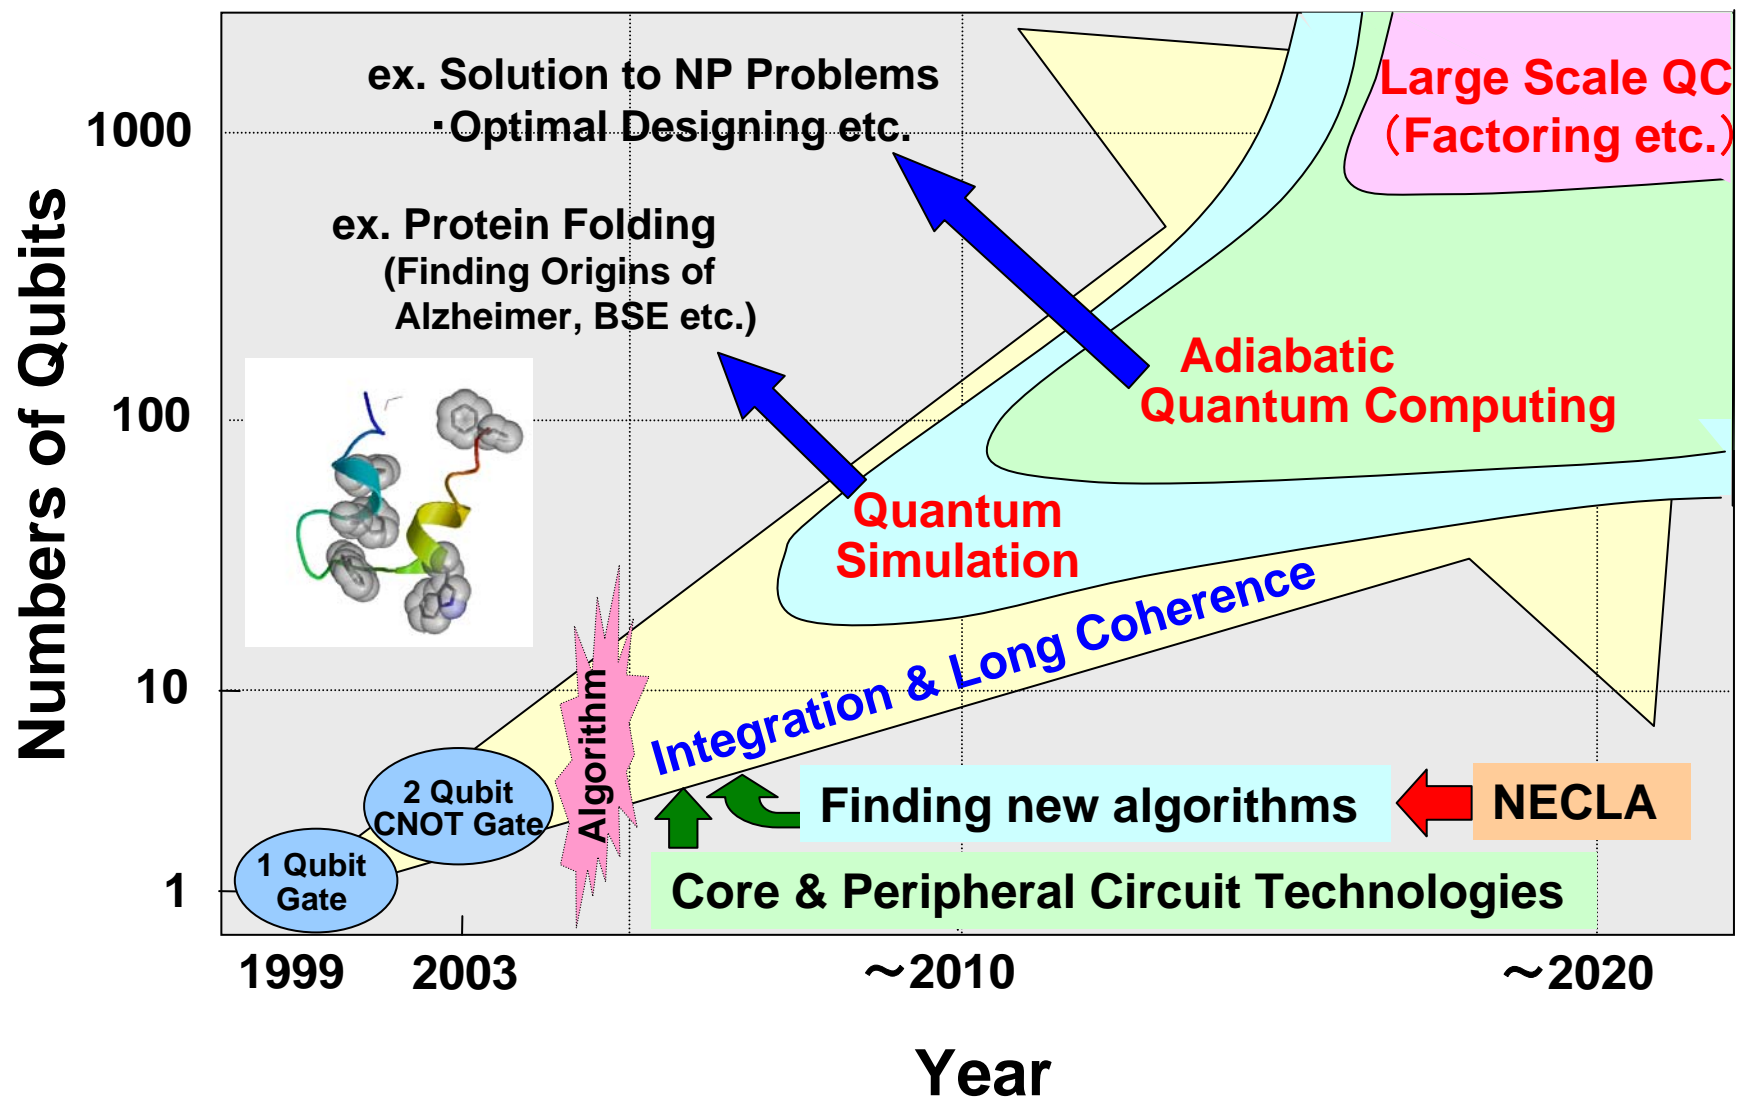 ex. Solution to NP Problems
･Optimal Designing etc.
Large Scale QC
（Factoring etc.）
1000
ex. Protein Folding
(Finding Origins of
Alzheimer, BSE etc.)
Adiabatic
Quantum Computing
100
Quantum
Simulation
Numbers of Qubits
Integration & Long Coherence
10
Algorithm
2 Qubit
CNOT Gate
Finding new algorithms
NECLA
1 Qubit
Gate
Core & Peripheral Circuit Technologies
1
1999
2003
～2010
～2020
Year